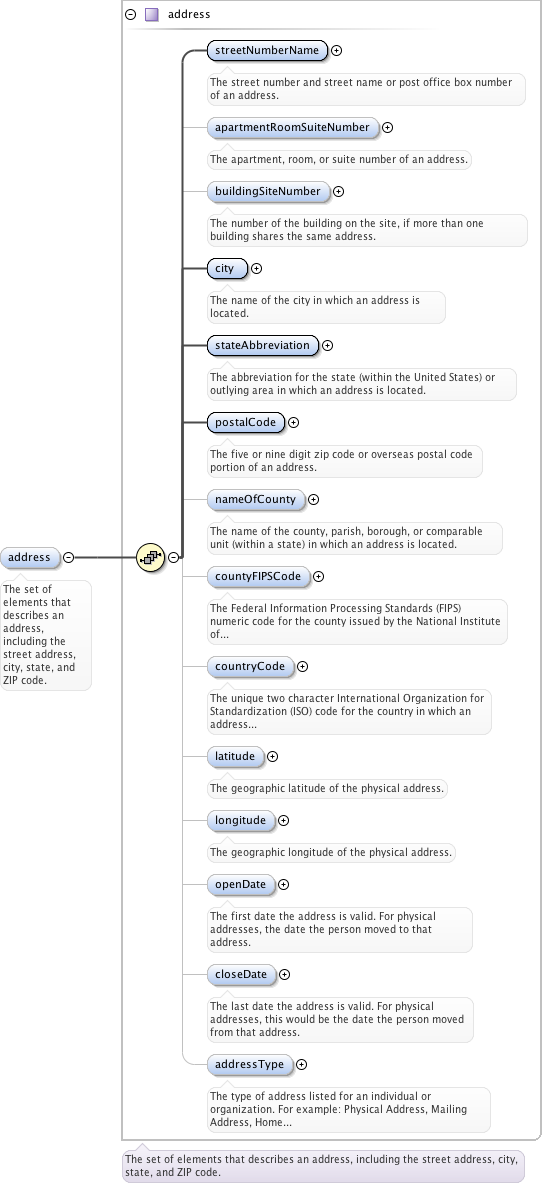 address
streetNumberName
The street number and street name or post office box number
of an address.
apartmentRoomSuiteNumber
The apartment, room, or suite number of an address.
buildingSiteNumber
The number of the building on the site, if more than one
building shares the same address.
city
The name of the city in which an address is
located.
stateAbbreviation
The abbreviation for the state (within the United States) or
outlying area in which an address is located.
postalCode
The five or nine digit zip code or overseas postal code
portion of an address.
nameOfCounty
The name of the county, parish, borough, or comparable
unit (within a state) in which an address is located.
address
The set of
elements that
describes an
address,
including the
street address,
city, state, and
ZIP code.
countyFIPSCode
The Federal Information Processing Standards (FIPS)
numeric code for the county issued by the National Institute
of...
countryCode
The unique two character International Organization for
Standardization (ISO) code for the country in which an
address...
latitude
The geographic latitude of the physical address.
longitude
The geographic longitude of the physical address.
openDate
The first date the address is valid. For physical
addresses, the date the person moved to that
address.
closeDate
The last date the address is valid. For physical
addresses, this would be the date the person moved
from that address.
addressType
The type of address listed for an individual or
organization. For example: Physical Address, Mailing
Address, Home...
The set of elements that describes an address, including the street address, city,
state, and ZIP code.